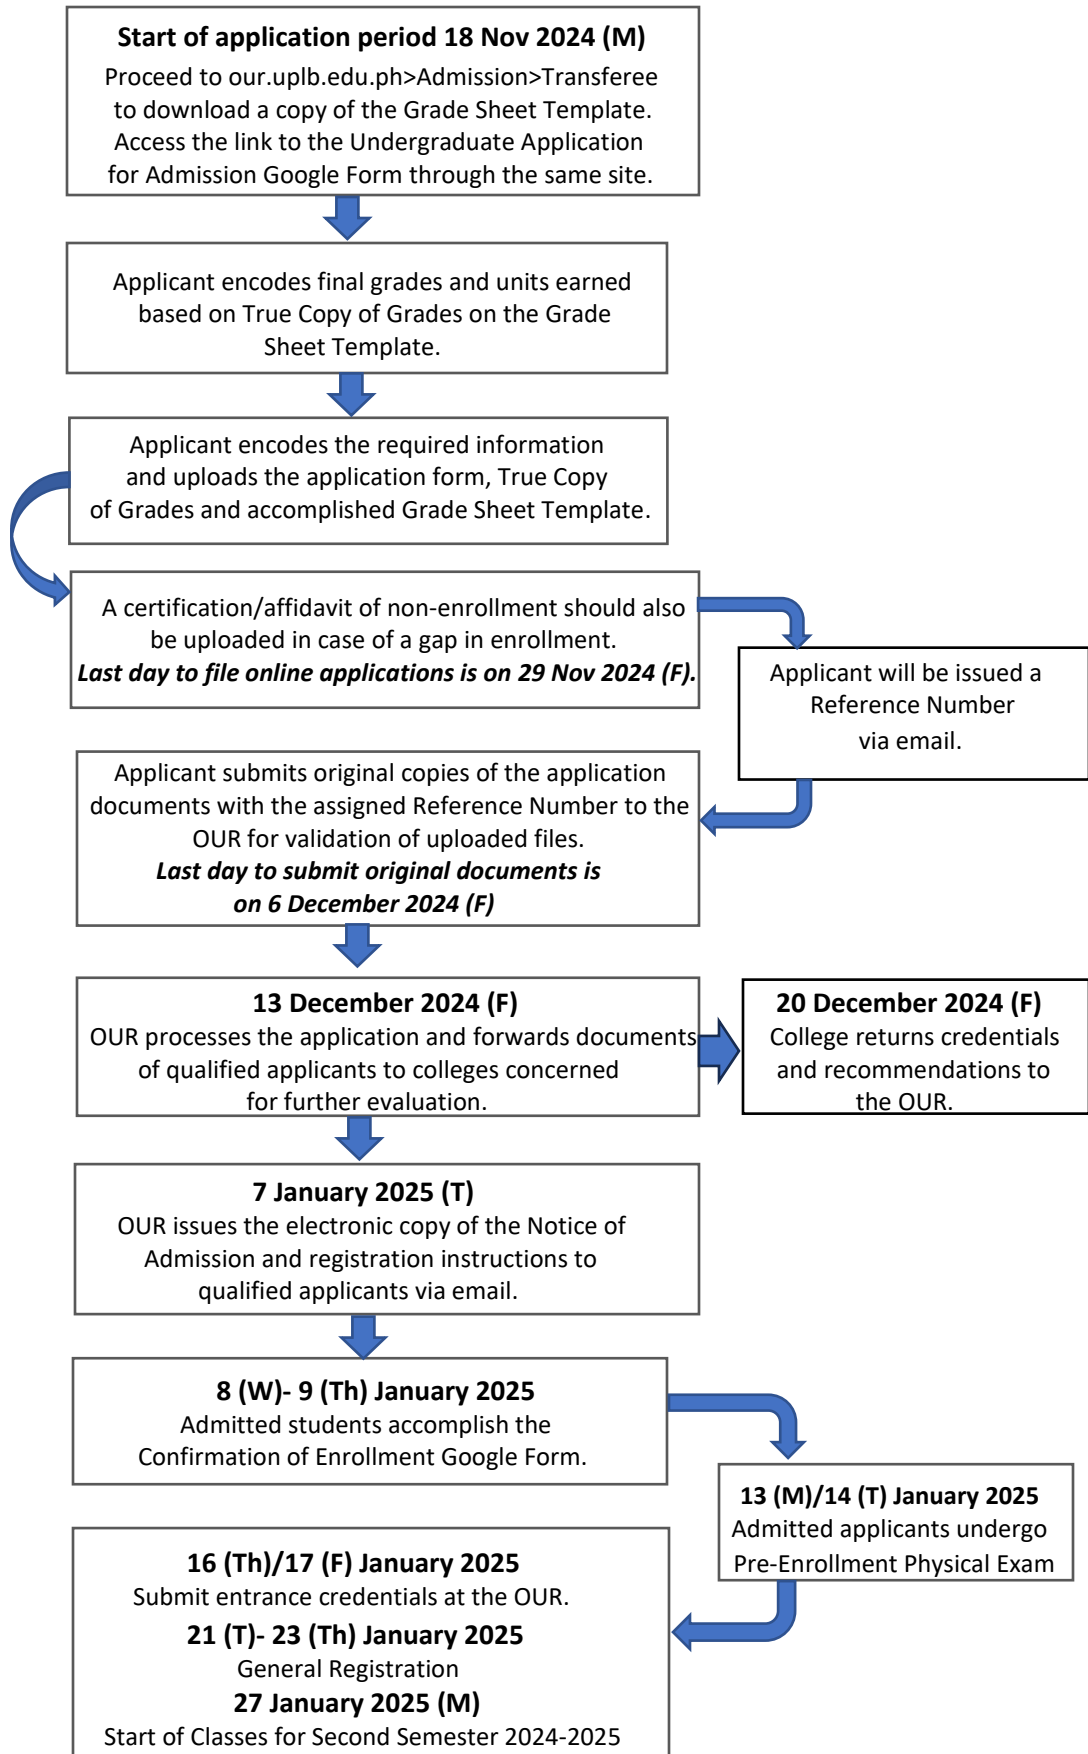 Start of application period 18 Nov 2024 (M)
Proceed to our.uplb.edu.ph>Admission>Transferee
to download a copy of the Grade Sheet Template.
Access the link to the Undergraduate Application
for Admission Google Form through the same site.
Applicant encodes final grades and units earned
based on True Copy of Grades on the Grade
Sheet Template.
Applicant encodes the required information
and uploads the application form, True Copy
of Grades and accomplished Grade Sheet Template.
A certification/affidavit of non-enrollment should also
be uploaded in case of a gap in enrollment.
Last day to file online applications is on 29 Nov 2024 (F).
Applicant will be issued a
Reference Number
via email.
Applicant submits original copies of the application
documents with the assigned Reference Number to the
OUR for validation of uploaded files.
Last day to submit original documents is
on 6 December 2024 (F)
13 December 2024 (F)
OUR processes the application and forwards documents
of qualified applicants to colleges concerned
for further evaluation.
20 December 2024 (F)
College returns credentials
and recommendations to
the OUR.
7 January 2025 (T)
OUR issues the electronic copy of the Notice of
Admission and registration instructions to
qualified applicants via email.
8 (W)- 9 (Th) January 2025
Admitted students accomplish the
Confirmation of Enrollment Google Form.
13 (M)/14 (T) January 2025
Admitted applicants undergo
Pre-Enrollment Physical Exam
16 (Th)/17 (F) January 2025
Submit entrance credentials at the OUR.
21 (T)- 23 (Th) January 2025
General Registration
27 January 2025 (M)
Start of Classes for Second Semester 2024-2025